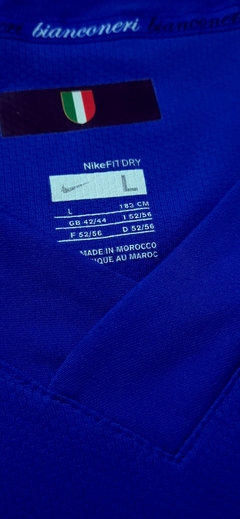 bianconeri
NikeFIT DRY
L
L 183 CM
GB 42/44 I 52/56
F 52/56 D 52/56
MADE IN MOROCCO
QUE AU MAROC